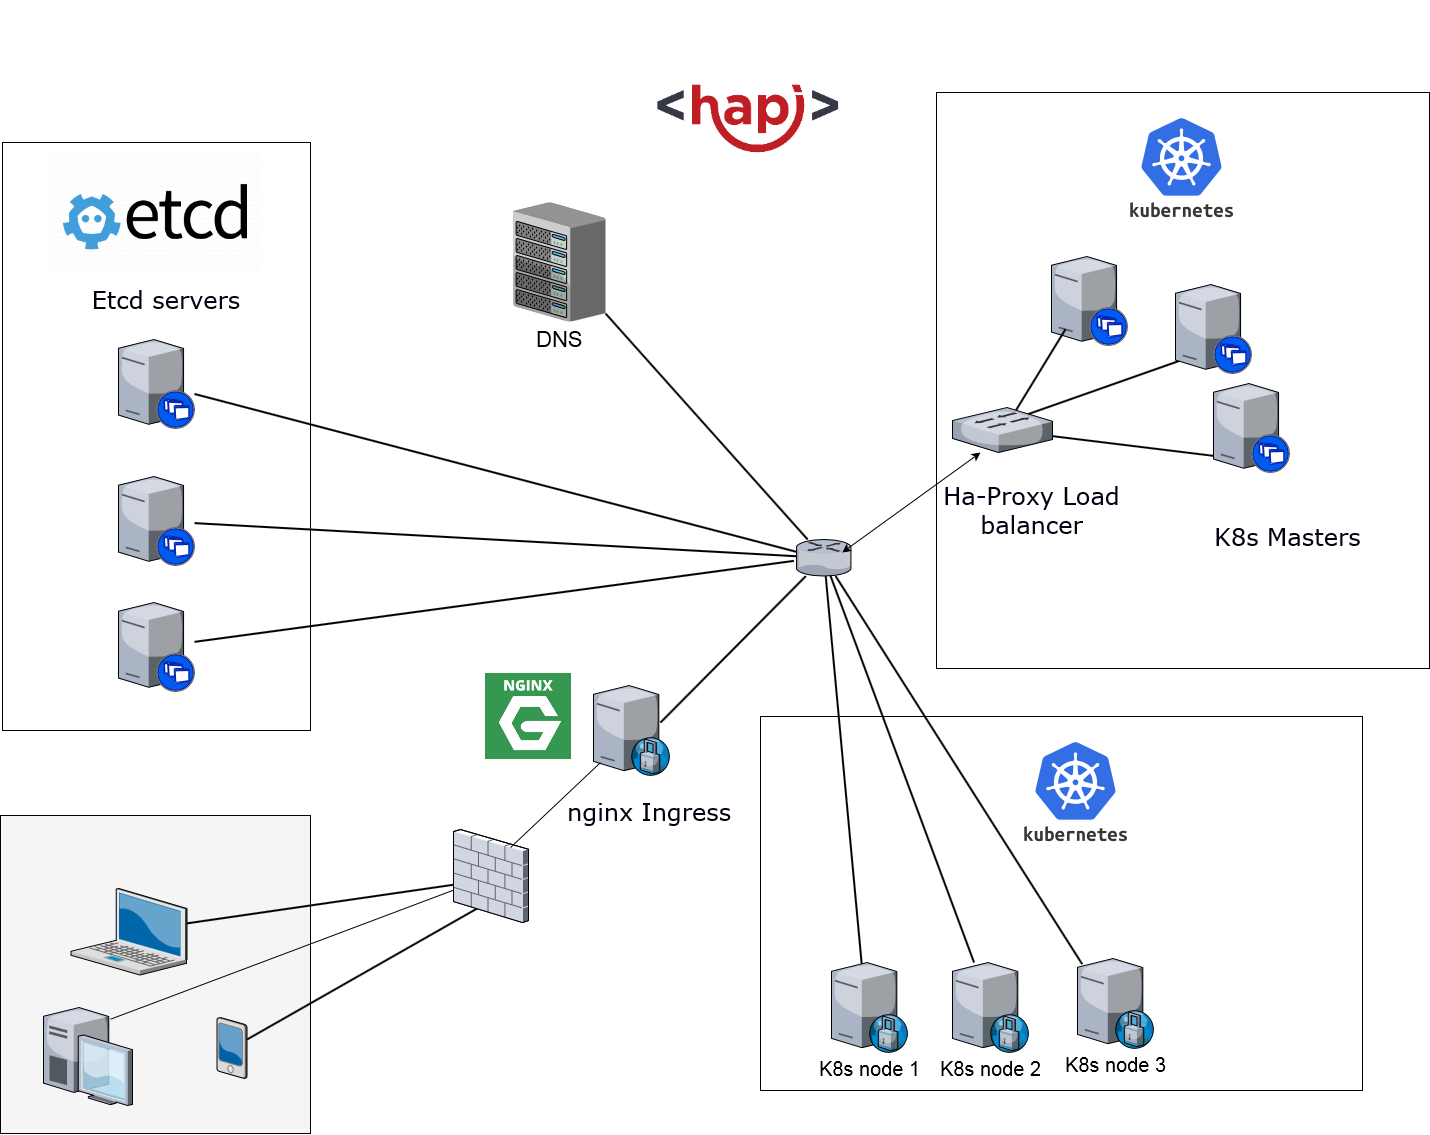 <hapi>
etcd
Etcd servers
DNS
kubernetes
Ha-Proxy Load
balancer
K8s Masters
NGINX
G
nginx Ingress
kubernetes
K8s node 1
K8s node 2
K8s node 3